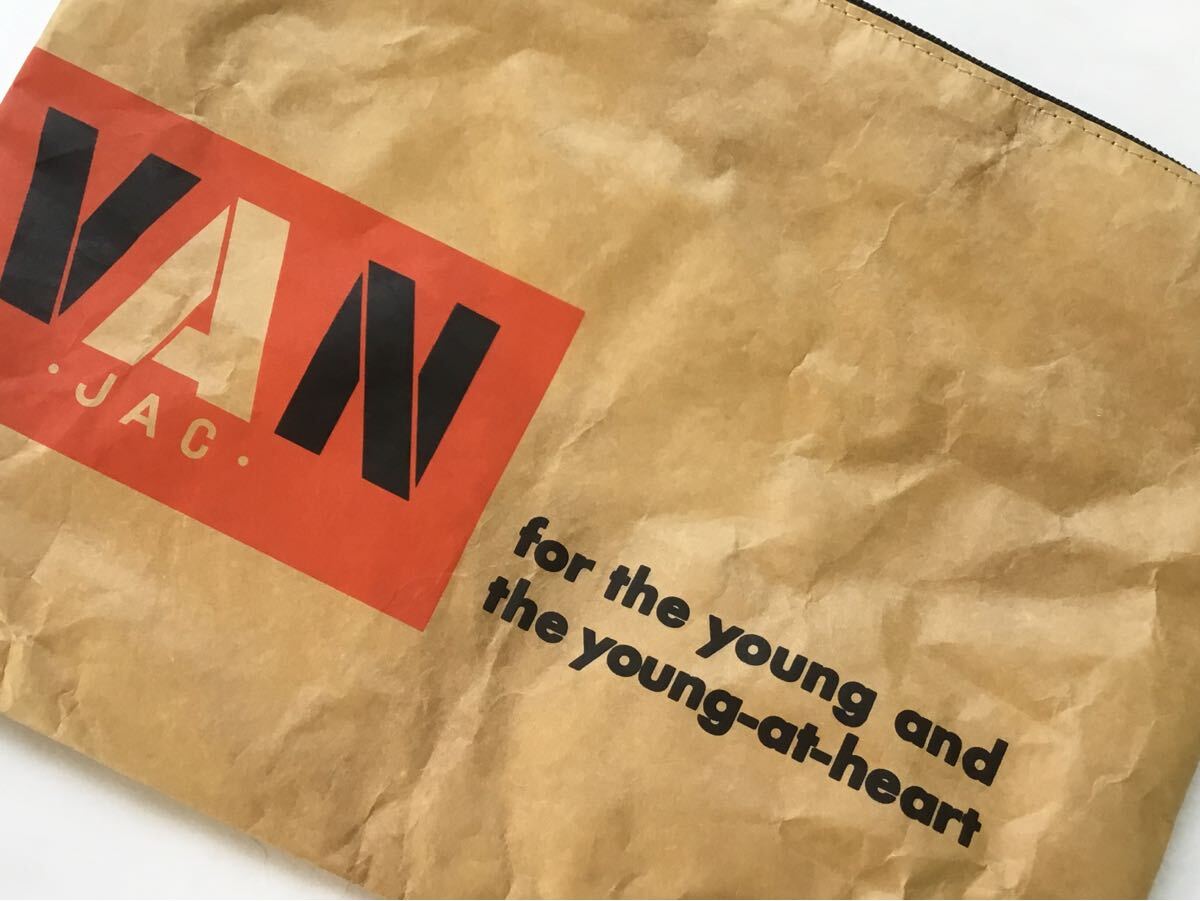 VAN
·JAC·
for the young and
the young-at-heart